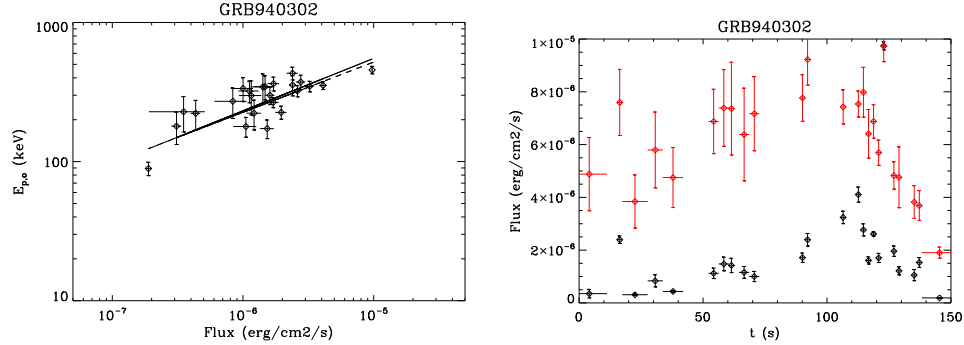 GRB940302
1000
100
10
E_{p,o} (keV)
10^{-7}
10^{-6}
10^{-5}
Flux (erg/cm2/s)
GRB940302
1×10^{-5}
8×10^{-6}
6×10^{-6}
4×10^{-6}
2×10^{-6}
0
Flux (erg/cm2/s)
0
50
100
150
t (s)